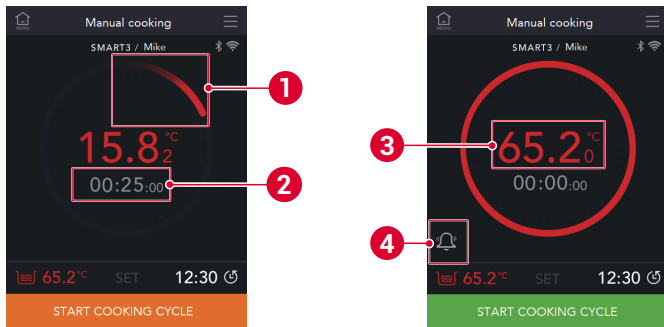 Manual cooking
MENU
SMART3 / Mike
15.82 °C
00:25:00
65.2°C SET 12:30
START COOKING CYCLE
1
2
Manual cooking
MENU
SMART3 / Mike
65.20 °C
00:00:00
65.2°C SET 12:30
START COOKING CYCLE
3
4